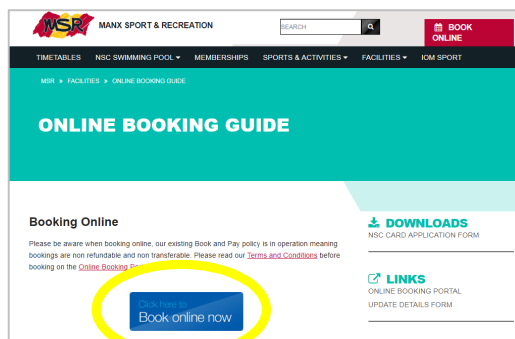 MSR
MANX SPORT & RECREATION
SEARCH
BOOK
ONLINE
TIMETABLES NSC SWIMMING POOL MEMBERSHIPS SPORTS & ACTIVITIES FACILITIES IOM SPORT
MSR » FACILITIES » ONLINE BOOKING GUIDE
ONLINE BOOKING GUIDE
Booking Online
Please be aware when booking online, our existing Book and Pay policy is in operation meaning
bookings are non refundable and non transferable. Please read our Terms and Conditions before
booking on the Online Booking
Click here to
Book online now
DOWNLOADS
NSC CARD APPLICATION FORM
LINKS
ONLINE BOOKING PORTAL
UPDATE DETAILS FORM